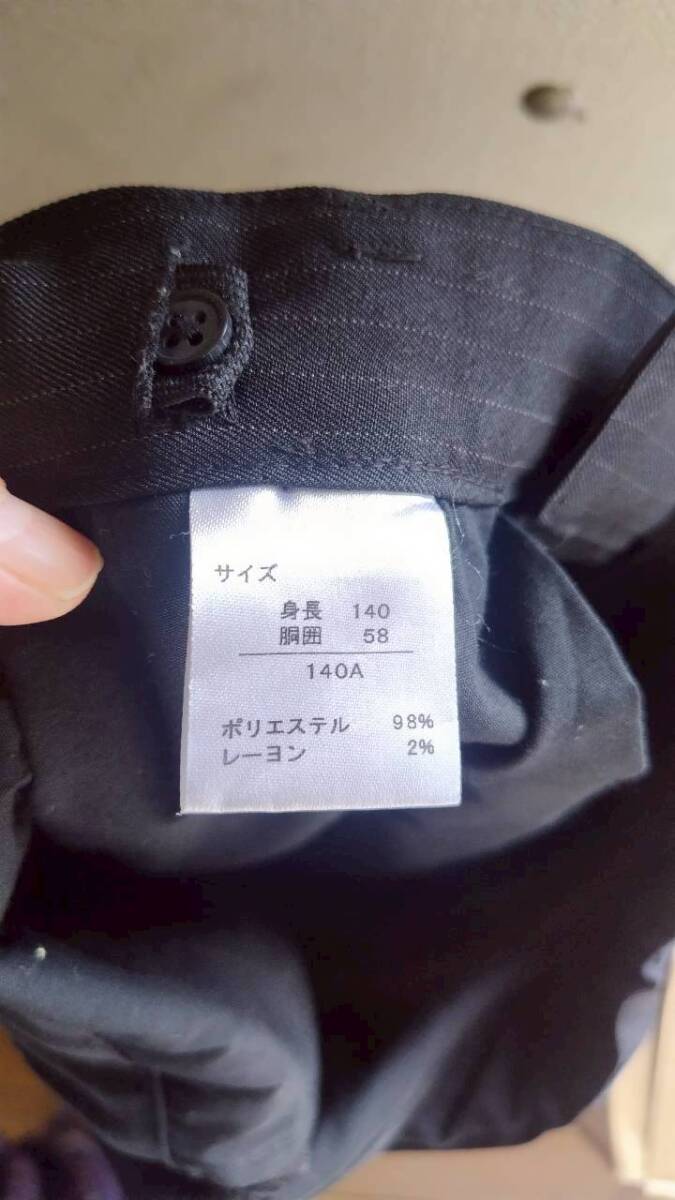 サイズ
身長 140
胴囲 58
140A
ポリエステル 98%
レーヨン 2%